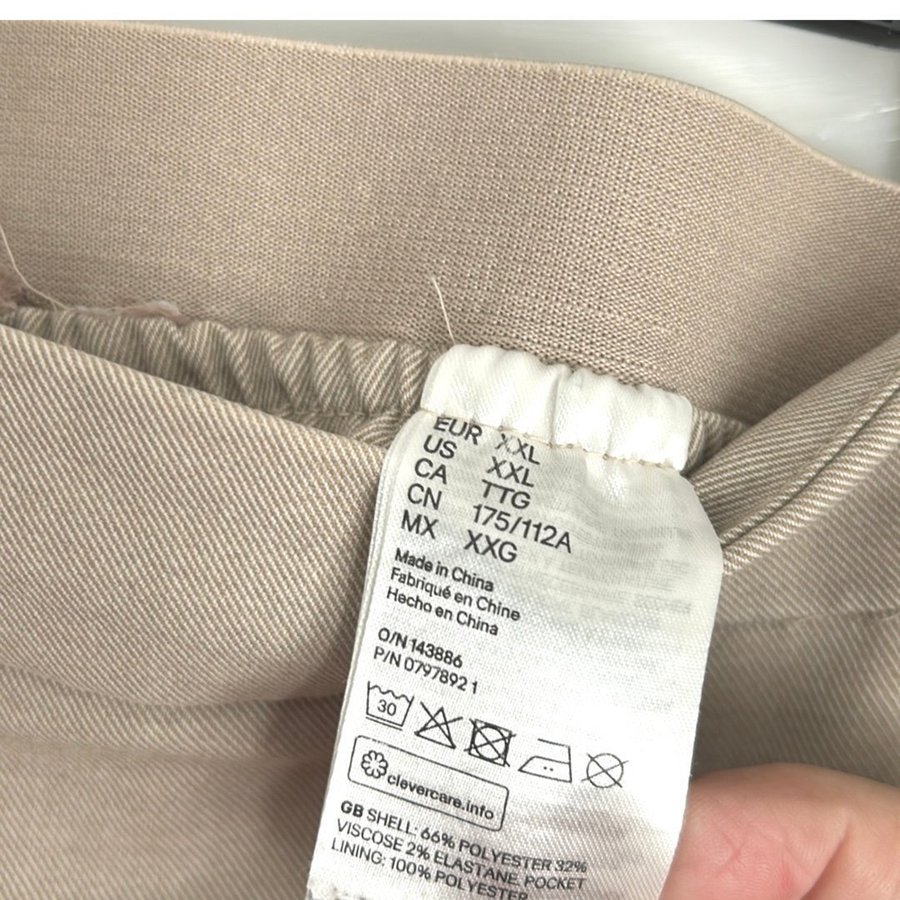 EUR XXL
US XXL
CA TTG
CN 175/112A
MX XXG
Made in China
Fabriqué en Chine
Hecho en China
O/N 143886
P/N 0797892 1
30
clevercare.info
GB SHELL: 66% POLYESTER 32%
VISCOSE 2% ELASTANE, POCKET
LINING: 100% POLYESTER